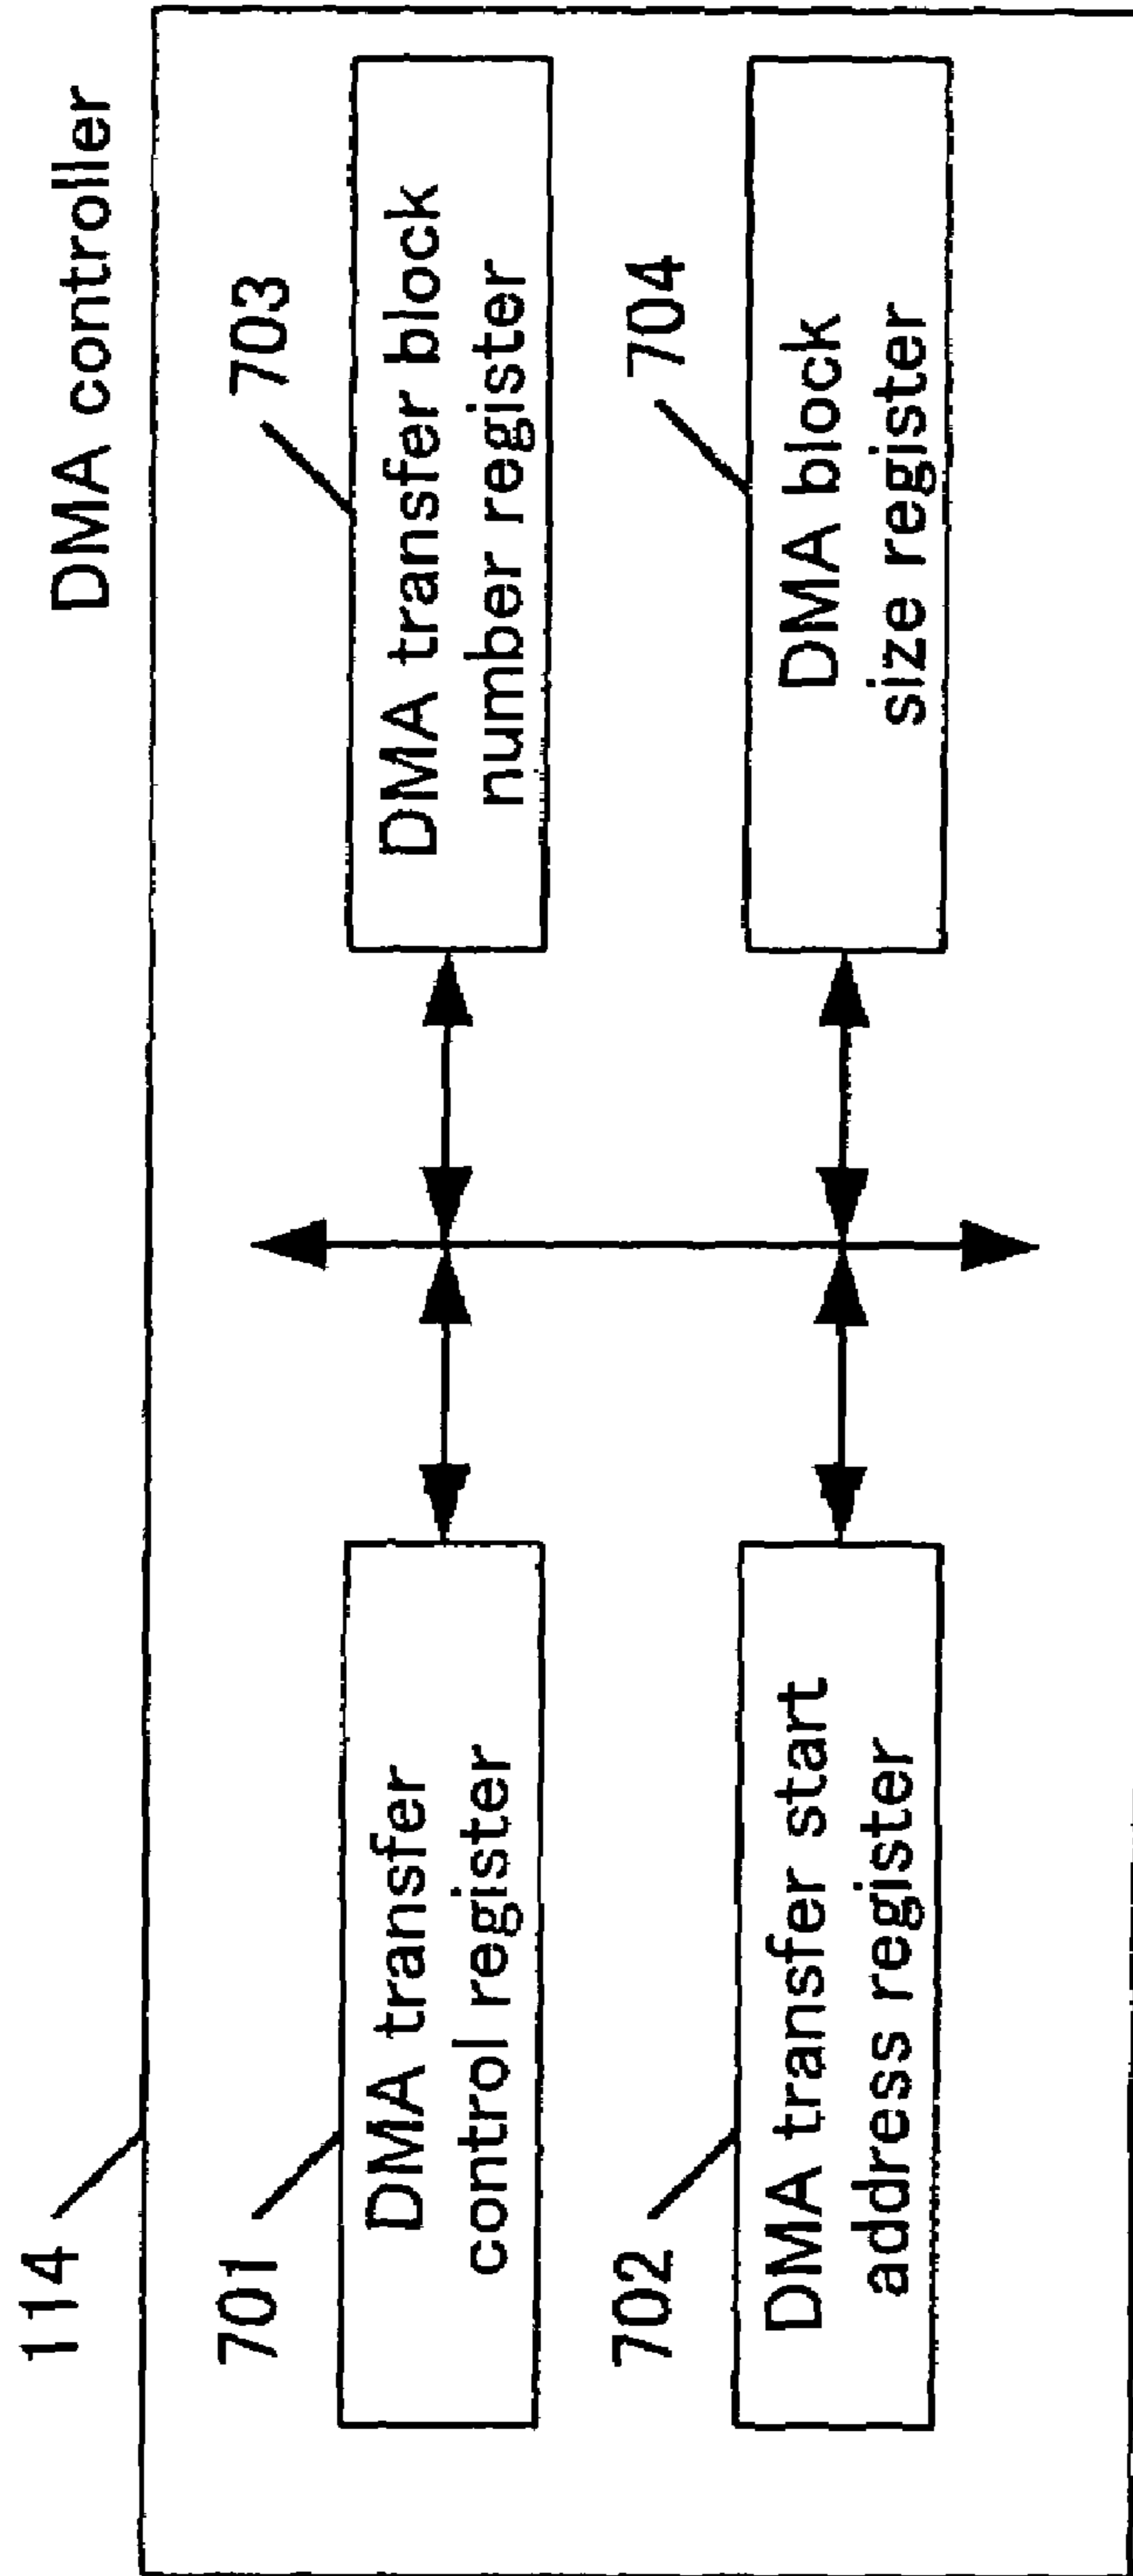 114
DMA controller
701
DMA transfer
control register
703
DMA transfer block
number register
702
DMA transfer start
address register
704
DMA block
size register